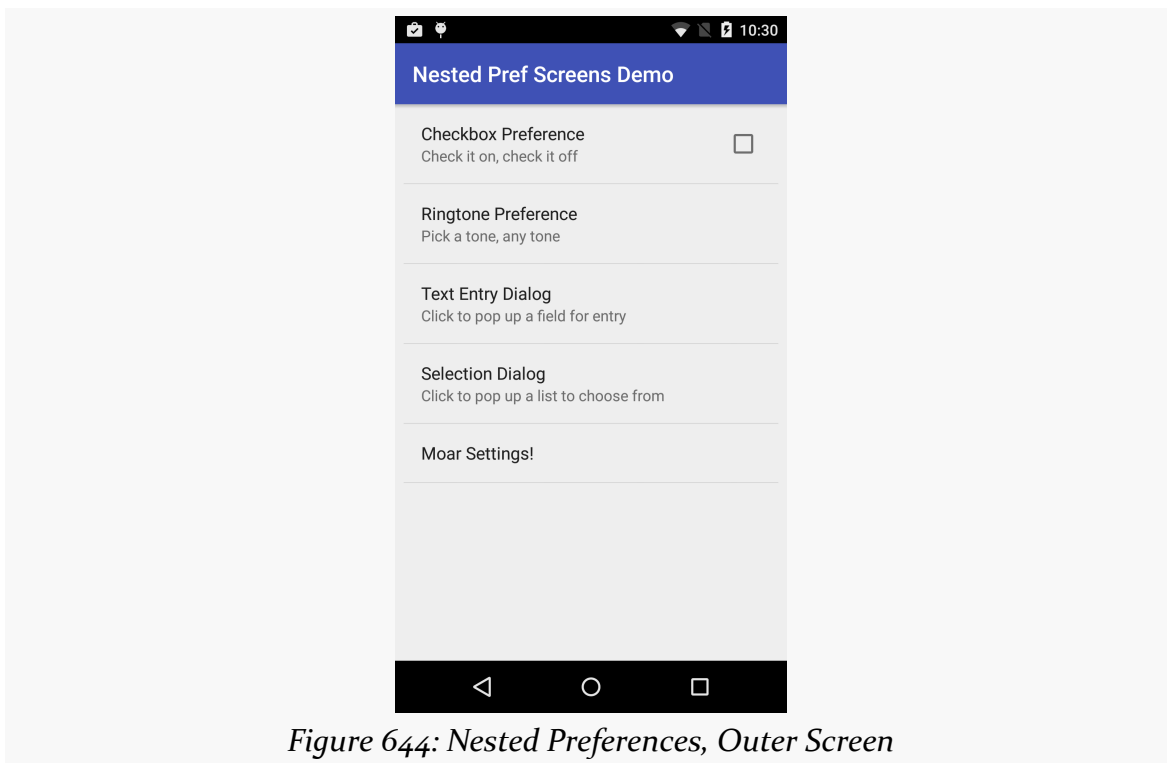 10:30
Nested Pref Screens Demo
Checkbox Preference
Check it on, check it off
Ringtone Preference
Pick a tone, any tone
Text Entry Dialog
Click to pop up a field for entry
Selection Dialog
Click to pop up a list to choose from
Moar Settings!
Figure 644: Nested Preferences, Outer Screen